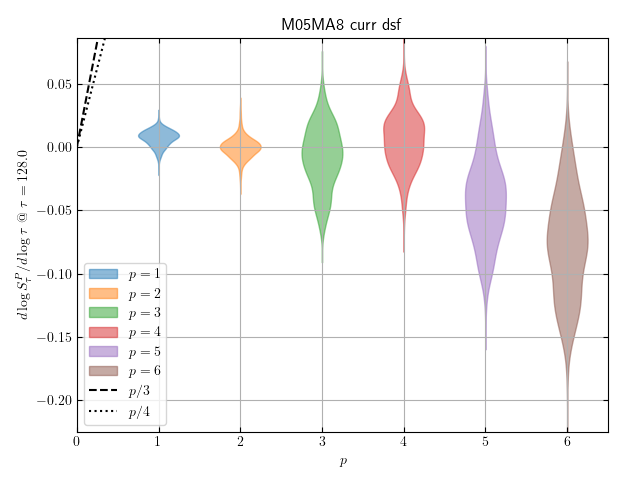 M05MA8 curr dsf
0.05
0.00
−0.05
−0.10
−0.15
−0.20
d log S_τ^P / d log τ @ τ = 128.0
p = 1
p = 2
p = 3
p = 4
p = 5
p = 6
p/3
p/4
0 1 2 3 4 5 6
p